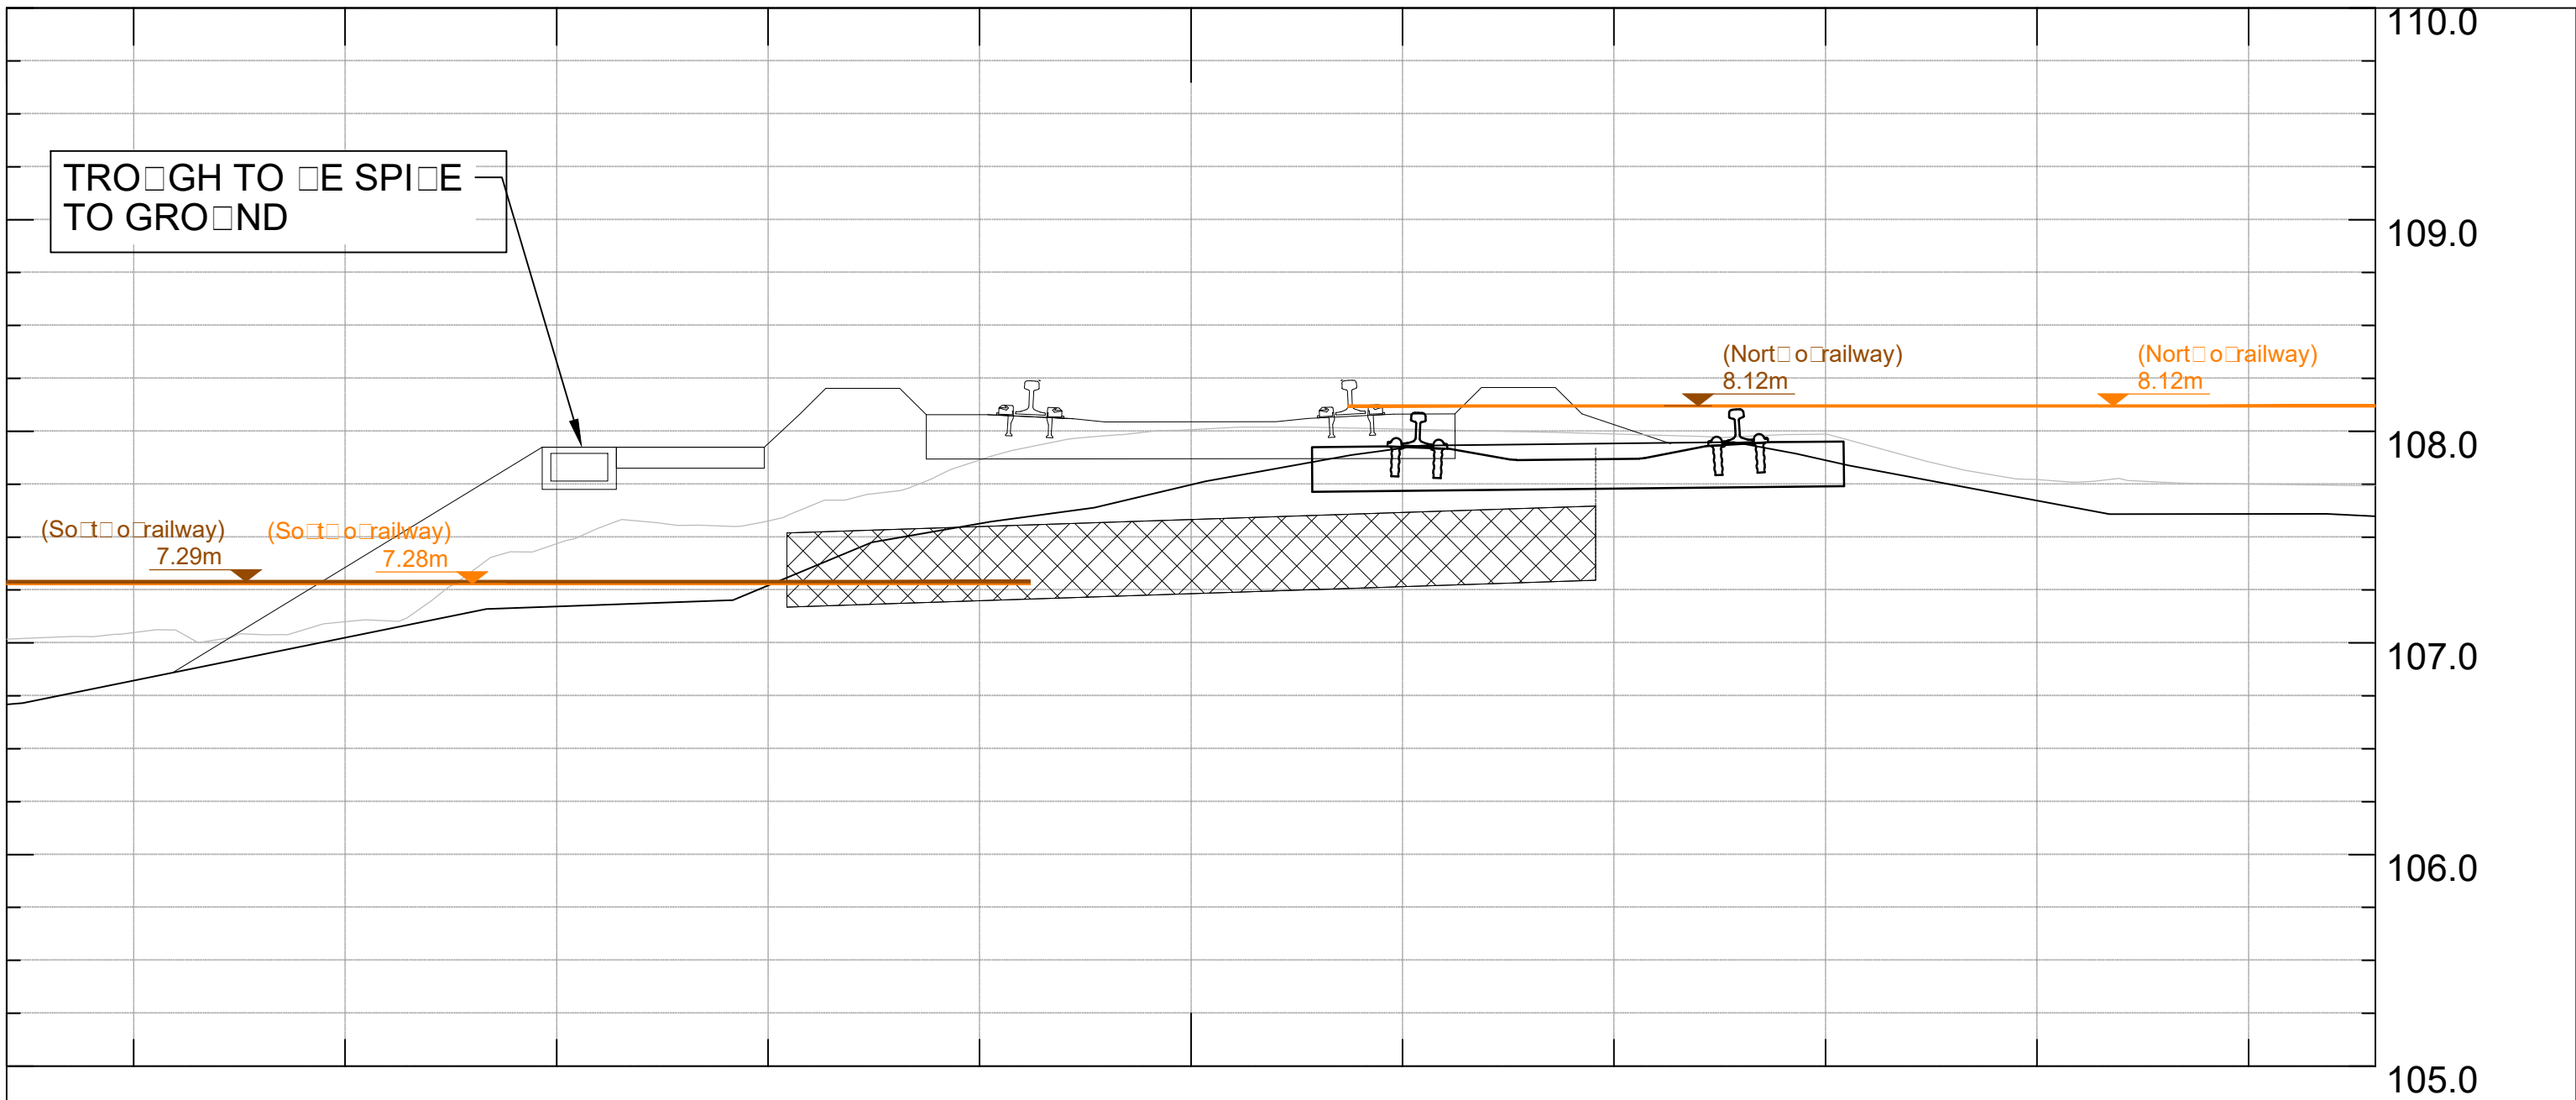 110.0
TRO□GH TO □E SPI□E
TO GRO□ND
109.0
(Nort□ o□railway)
8.12m
(Nort□ o□railway)
8.12m
108.0
(So□t□ o□railway)
7.29m
(So□t□ o□railway)
7.28m
107.0
106.0
105.0